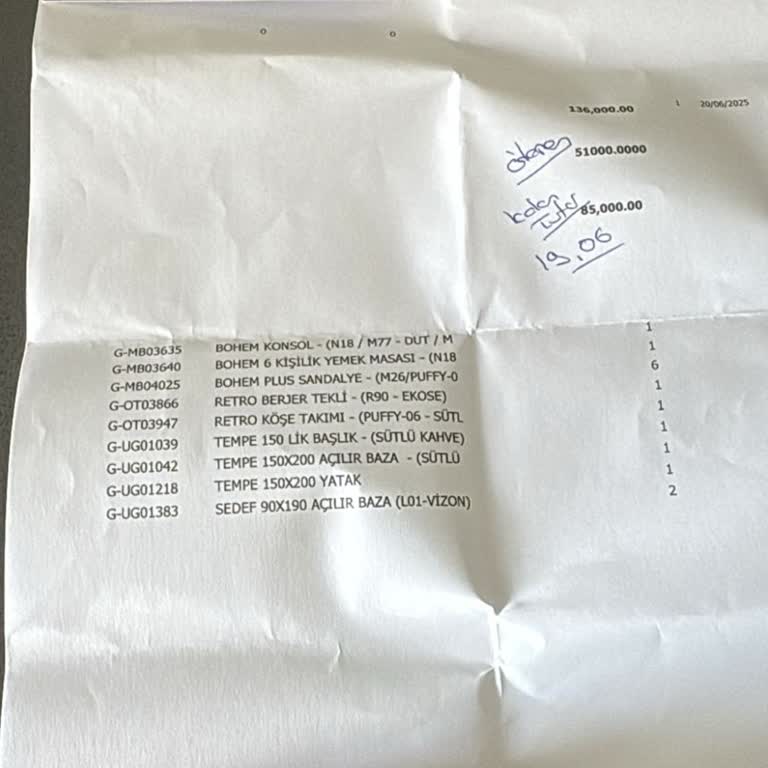 o o
136,000.00 1 20/06/2025
Ödenen 51000.0000
Kalan Tutar 85,000.00
19.06
G-MB03635 BOHEM KONSOL - (N18 / M77 - DUT / M 1
G-MB03640 BOHEM 6 KİŞİLİK YEMEK MASASI - (N18 1
G-MB04025 BOHEM PLUS SANDALYE - (M26/PUFFY-0 6
G-OT03866 RETRO BERJER TEKLİ - (R90 - EKOSE) 1
G-OT03947 RETRO KÖŞE TAKIMI - (PUFFY-06 - SÜTL 1
G-UG01039 TEMPE 150 LİK BAŞLIK - (SÜTLÜ KAHVE) 1
G-UG01042 TEMPE 150X200 AÇILIR BAZA - (SÜTLÜ 1
G-UG01218 TEMPE 150X200 YATAK 1
G-UG01383 SEDEF 90X190 AÇILIR BAZA (L01-VİZON) 2